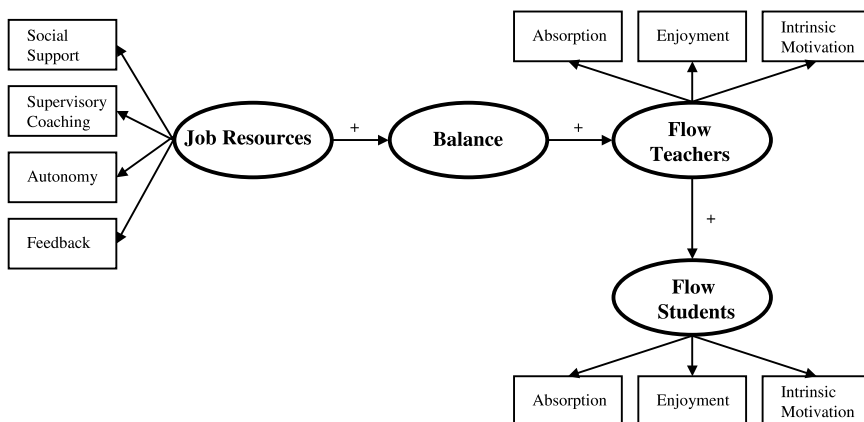 Social
Support
Supervisory
Coaching
Autonomy
Feedback
Job Resources
+
Balance
+
Absorption
Enjoyment
Intrinsic
Motivation
Flow
Teachers
+
Flow
Students
Absorption
Enjoyment
Intrinsic
Motivation